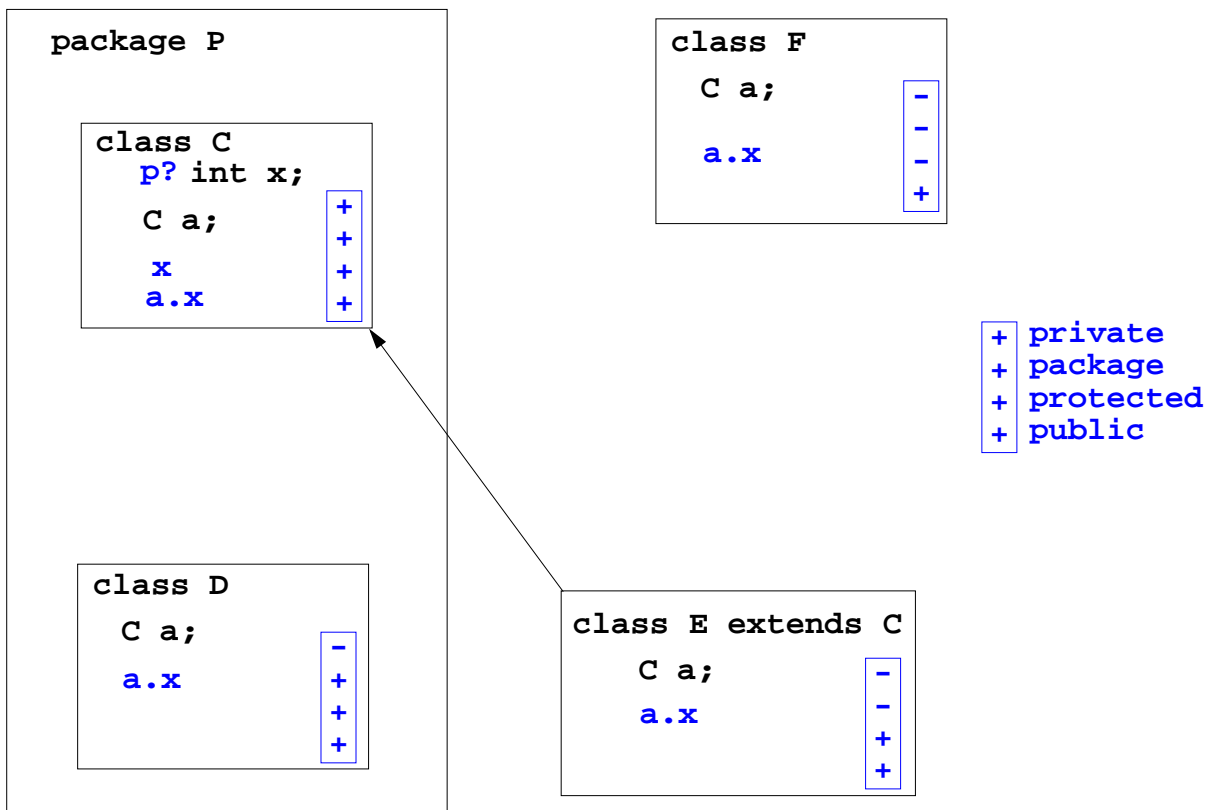 package P
class C
p? int x;
C a;
x
a.x
+
+
+
+
class D
C a;
a.x
-
+
+
+
class F
C a;
a.x
-
-
-
+
class E extends C
C a;
a.x
-
-
+
+
+ private
+ package
+ protected
+ public